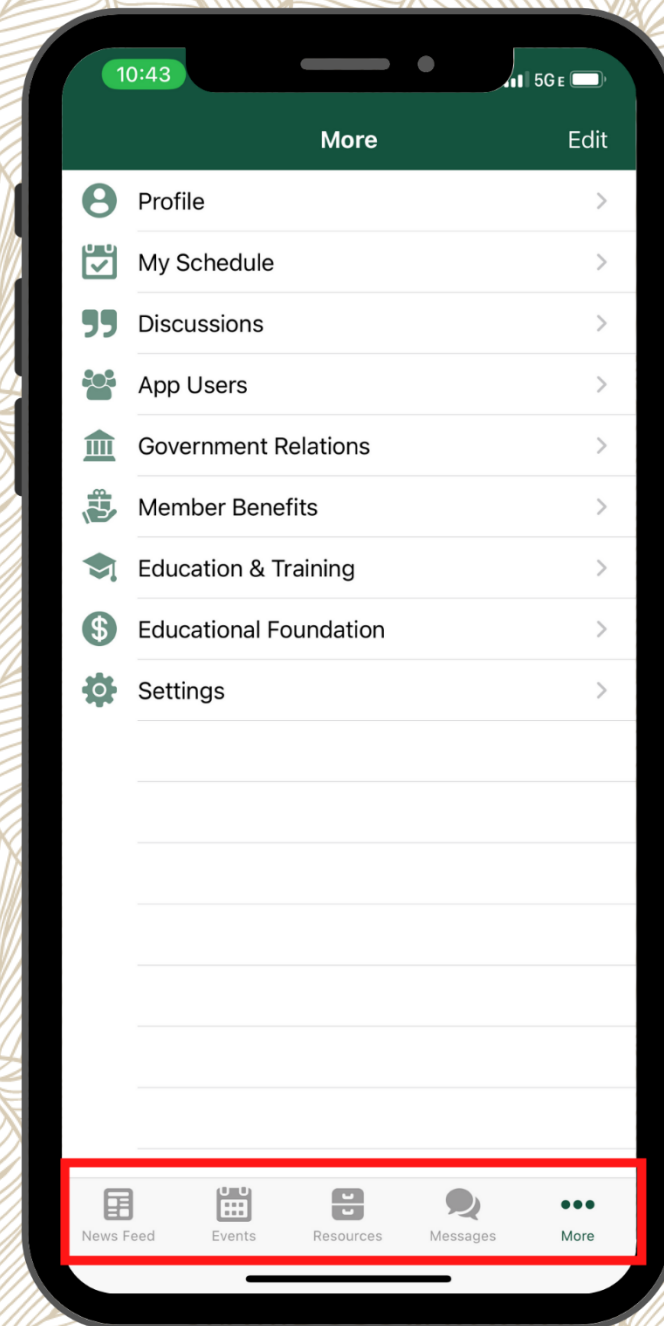 10:43
5G E
More
Edit
Profile
My Schedule
Discussions
App Users
Government Relations
Member Benefits
Education & Training
Educational Foundation
Settings
News Feed
Events
Resources
Messages
More